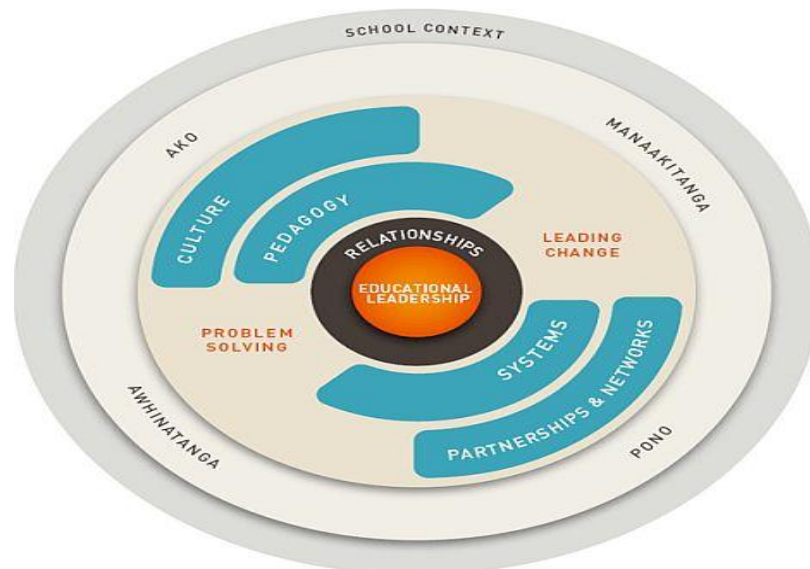 SCHOOL CONTEXT
AKO
MANAAKITANGA
CULTURE
PEDAGOGY
RELATIONSHIPS
LEADING
CHANGE
EDUCATIONAL
LEADERSHIP
PROBLEM
SOLVING
SYSTEMS
PARTNERSHIPS & NETWORKS
AWHINATANGA
PONO